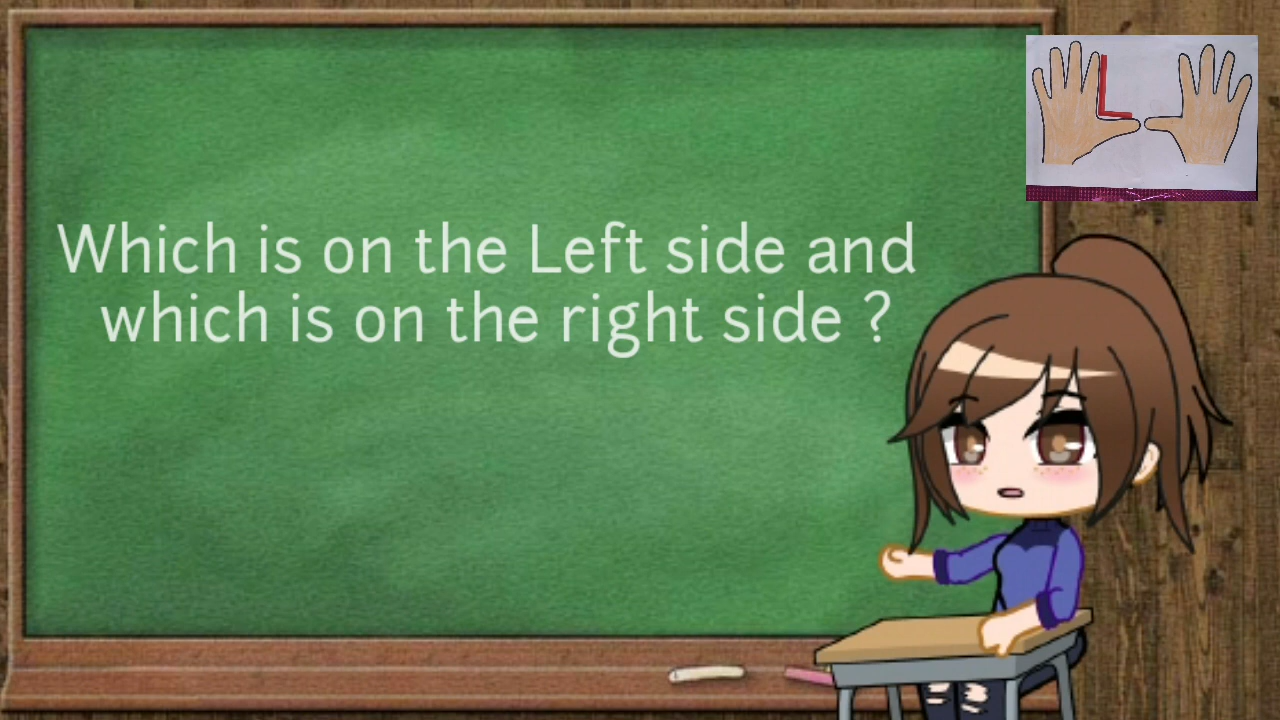 Which is on the Left side and
which is on the right side ?
L